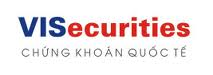 VISecurities
CHỨNG KHOÁN QUỐC TẾ